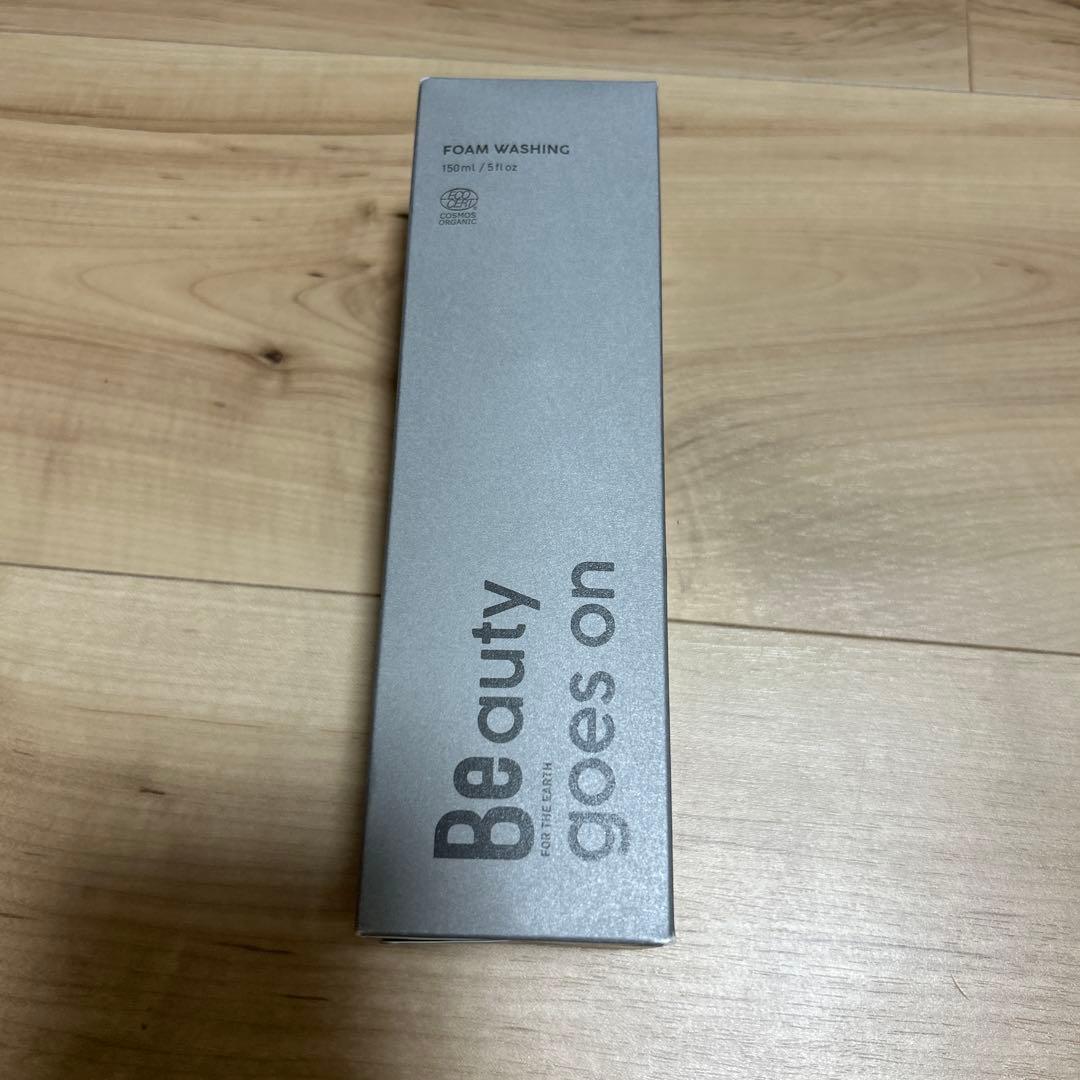 FOAM WASHING
150ml / 5 fl oz
ECO
CERT
COSMOS
ORGANIC
Beauty
FOR THE EARTH
goes on